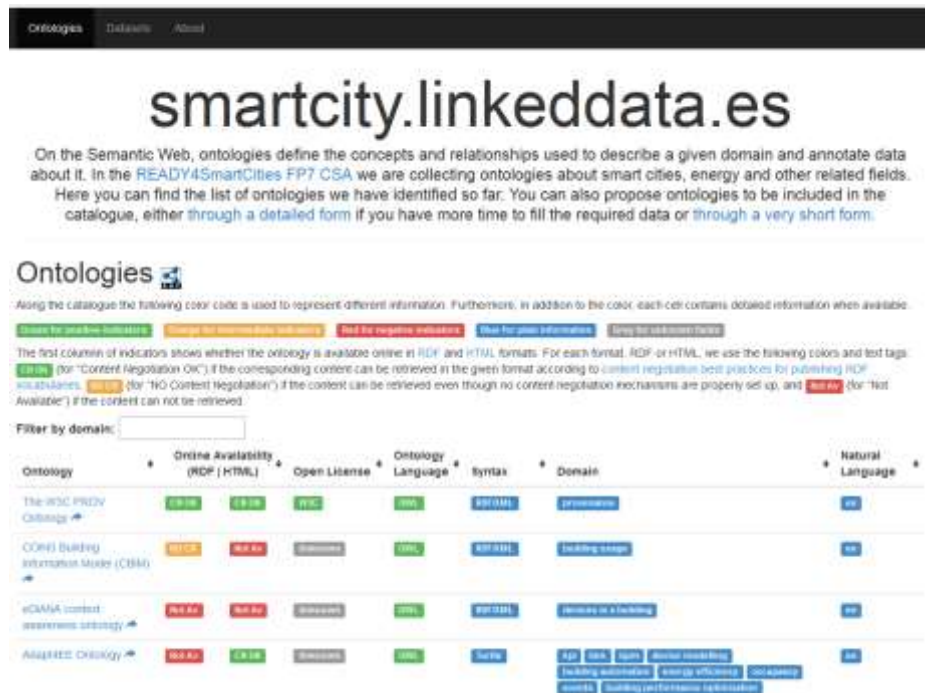 Ontologies Datasets About
smartcity.linkeddata.es
On the Semantic Web, ontologies define the concepts and relationships used to describe a given domain and annotate data
about it. In the READY4SmartCities FP7 CSA we are collecting ontologies about smart cities, energy and other related fields.
Here you can find the list of ontologies we have identified so far. You can also propose ontologies to be included in the
catalogue, either through a detailed form if you have more time to fill the required data or through a very short form.
Ontologies
Along the catalogue the following color code is used to represent different information. Furthermore, in addition to the color, each cell contains detailed information when available.
Green for positive indicators Orange for intermediate indicators Red for negative indicators Blue for plain information Grey for unknown fields
The first column of indicators shows whether the ontology is available online in RDF and HTML formats. For each format, RDF or HTML, we use the following colors and text tags:
CN OK (for "Content Negotiation OK") if the corresponding content can be retrieved in the given format according to content negotiation best practices for publishing RDF
vocabularies, NO CN (for "NO Content Negotiation") if the content can be retrieved even though no content negotiation mechanisms are properly set up, and Not Av (for "Not
Available") if the content can not be retrieved.
Filter by domain:
Ontology Online Availability (RDF | HTML) Open License Ontology Language Syntax Domain Natural Language
The W3C PROV Ontology CN OK CN OK W3C OWL RDF/XML provenance en
COINS Building Information Model (CBIM) NO CN Not Av Unknown OWL RDF/XML building usage en
eDIANA context awareness ontology Not Av Not Av Unknown OWL RDF/XML devices in a building en
Adapt4EE Ontology Not Av CN OK Unknown OWL Turtle kpi bim bpm device modelling en
building automation energy efficiency occupancy
events building performance optimisation